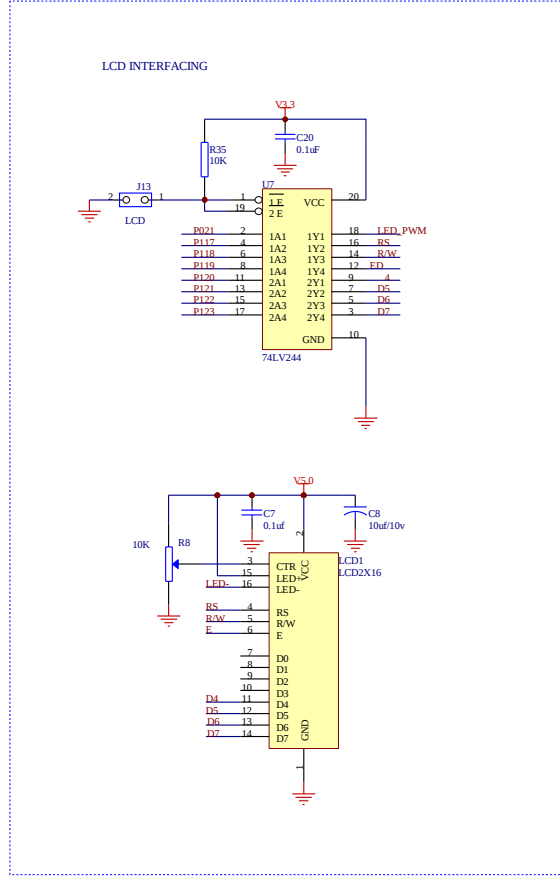 LCD INTERFACING
V3.3
R35 C20
10K 0.1uF
J13 U7
2 1 1 1 E VCC 20
19 2 E
LCD
P021 2 1A1 1Y1 18 LED_PWM
P117 4 1A2 1Y2 16 RS
P118 6 1A3 1Y3 14 R/W
P119 8 1A4 1Y4 12 ED
P120 11 2A1 2Y1 9 4
P121 13 2A2 2Y2 7 D5
P122 15 2A3 2Y3 5 D6
P123 17 2A4 2Y4 3 D7
GND 10
74LV244
V5.0
C7 C8
0.1uf 10uf/10v
10K R8 2
3 CTR VCC LCD1
15 LED+ LCD2X16
LED- 16 LED-
RS 4 RS
R/W 5 R/W
E 6 E
7 D0
8 D1
9 D2
10 D3
D4 11 D4
D5 12 D5
D6 13 D6
D7 14 D7
GND
1